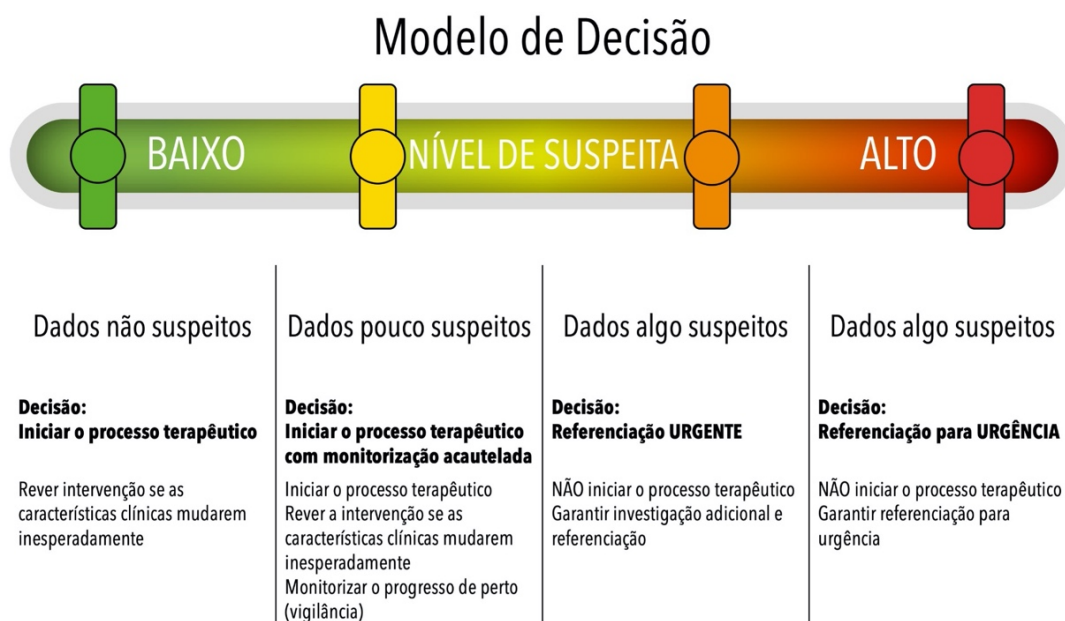 Modelo de Decisão
BAIXO
NÍVEL DE SUSPEITA
ALTO
Dados não suspeitos
Decisão:
Iniciar o processo terapêutico
Rever intervenção se as
características clínicas mudarem
inesperadamente
Dados pouco suspeitos
Decisão:
Iniciar o processo terapêutico
com monitorização acautelada
Iniciar o processo terapêutico
Rever a intervenção se as
características clínicas mudarem
inesperadamente
Monitorizar o progresso de perto
(vigilância)
Dados algo suspeitos
Decisão:
Referenciação URGENTE
NÃO iniciar o processo terapêutico
Garantir investigação adicional e
referenciação
Dados algo suspeitos
Decisão:
Referenciação para URGÊNCIA
NÃO iniciar o processo terapêutico
Garantir referenciação para
urgência